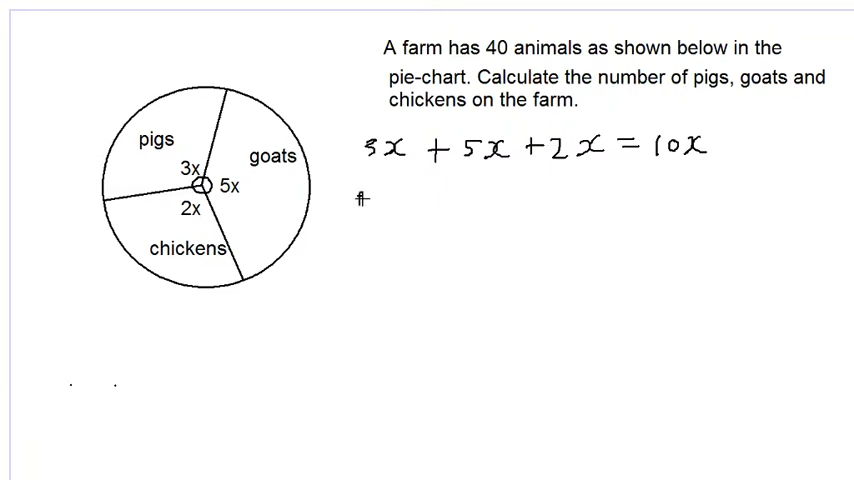 A farm has 40 animals as shown below in the
pie-chart. Calculate the number of pigs, goats and
chickens on the farm.
3x + 5x + 2x = 10x
pigs
goats
3x
5x
2x
chickens